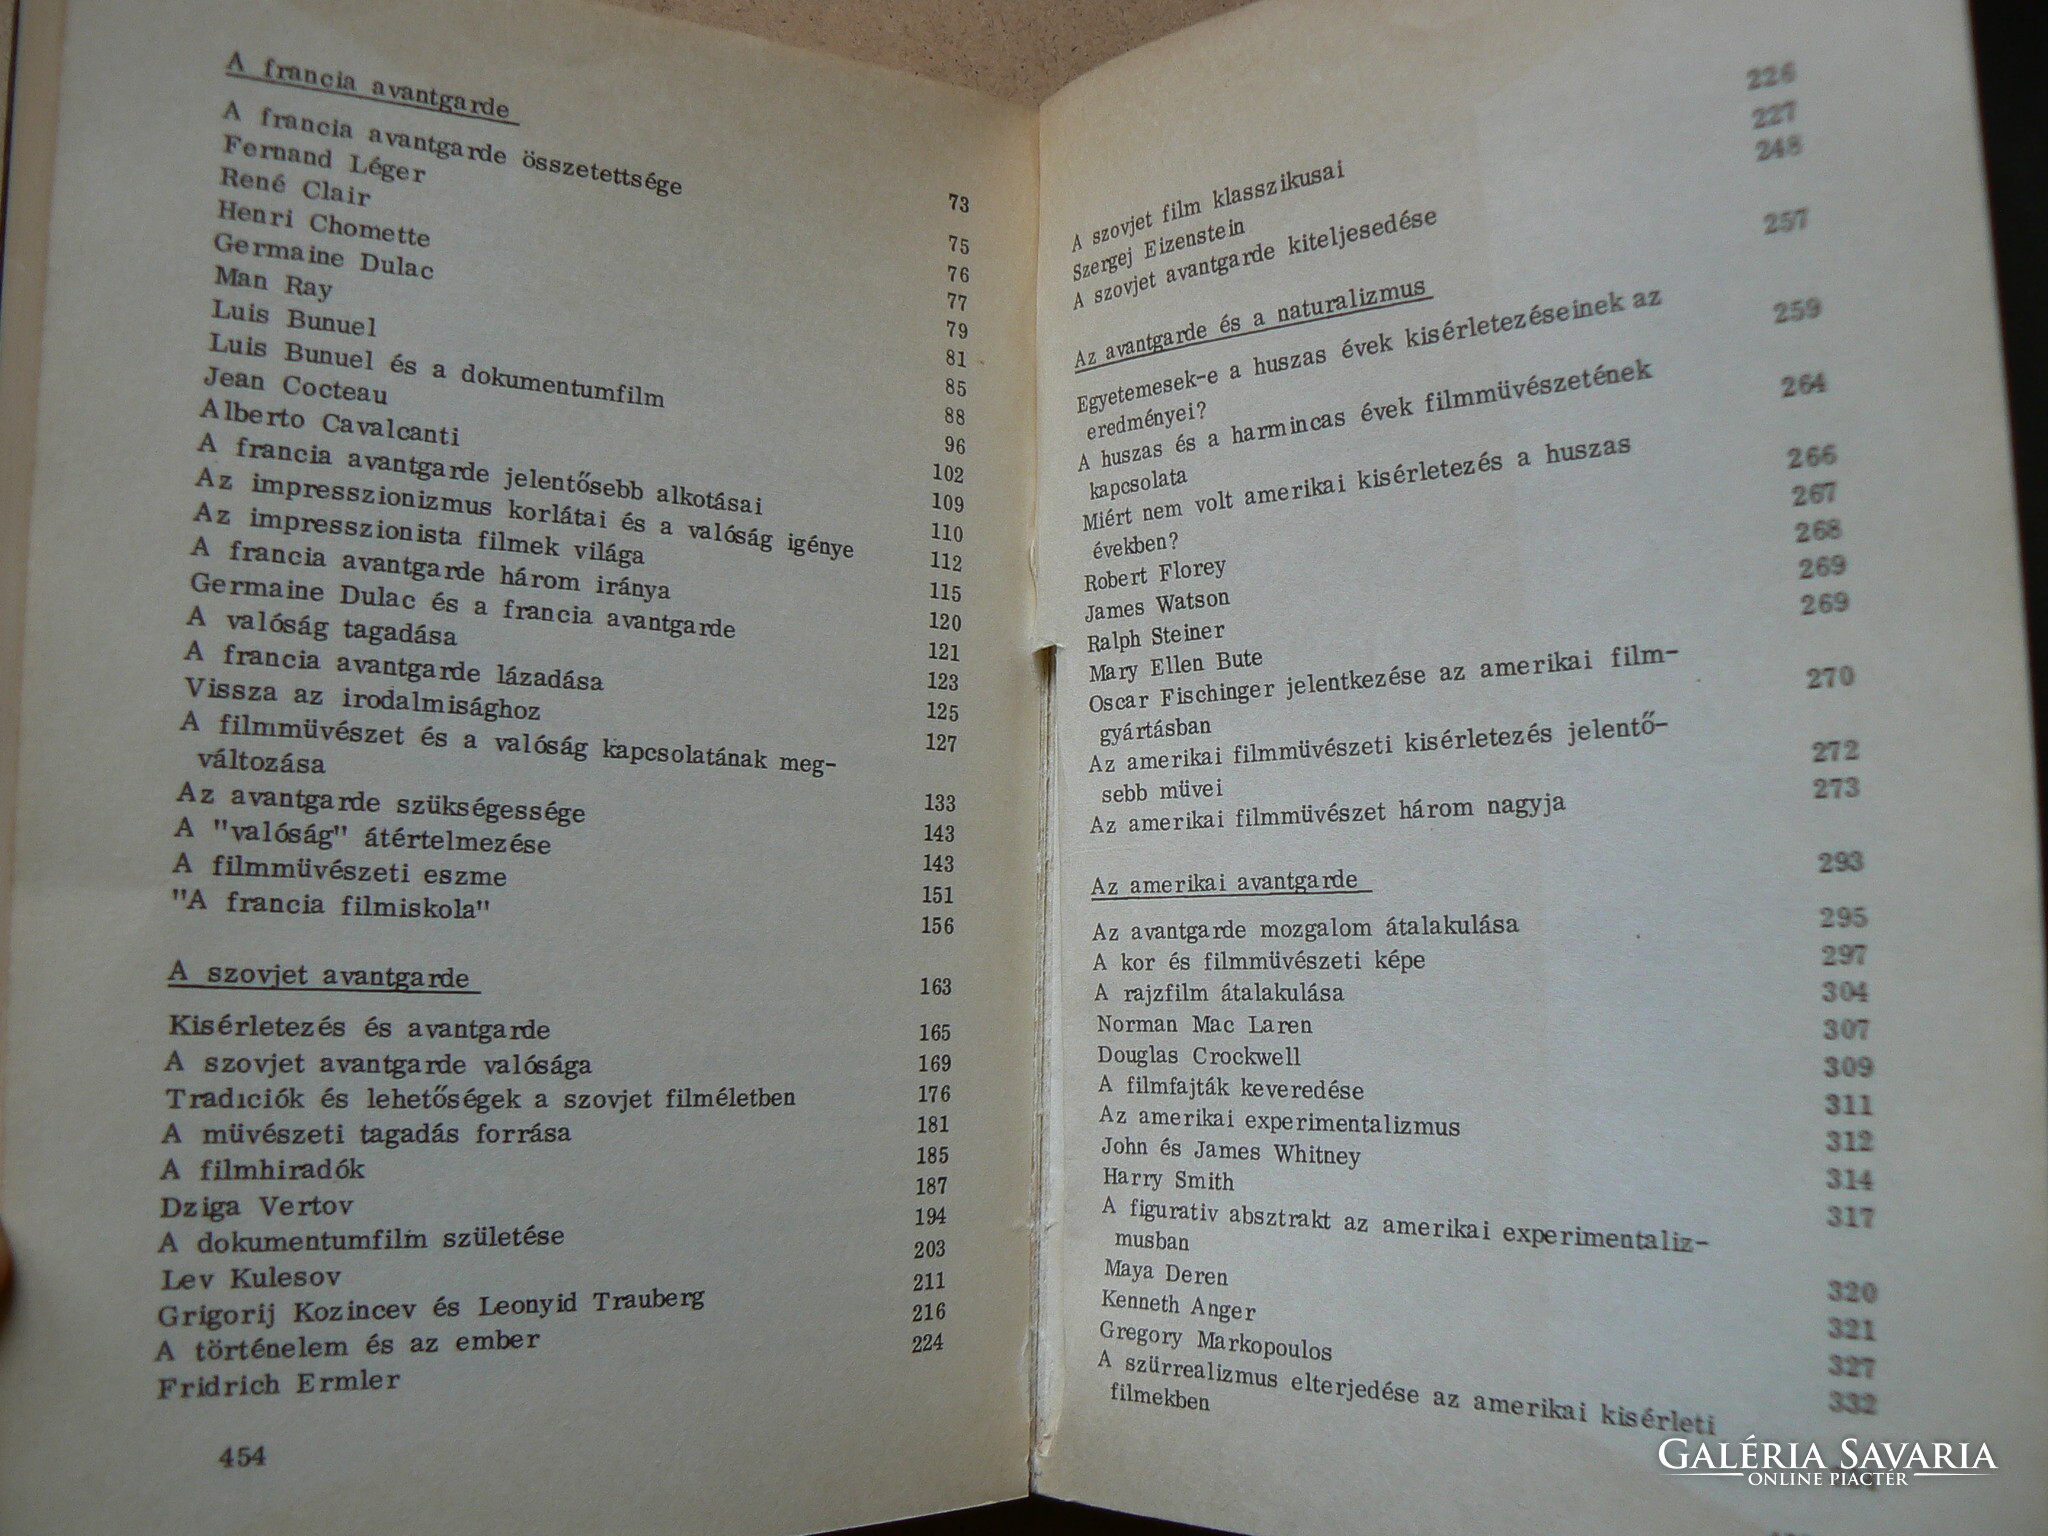 A francia avantgarde 73
A francia avantgarde összetettsége 75
Fernand Léger 76
René Clair 77
Henri Chomette 79
Germaine Dulac 81
Man Ray 85
Luis Bunuel 88
Luis Bunuel és a dokumentumfilm 96
Jean Cocteau 102
Alberto Cavalcanti 109
A francia avantgarde jelentősebb alkotásai 110
Az impresszionizmus korlátai és a valóság igénye 112
Az impresszionista filmek világa 115
A francia avantgarde három iránya 120
Germaine Dulac és a francia avantgarde 121
A valóság tagadása 123
A francia avantgarde lázadása 125
Vissza az irodalmisághoz 127
A filmmüvészet és a valóság kapcsolatának meg-
változása 133
Az avantgarde szükségessége 143
A "valóság" átértelmezése 143
A filmmüvészeti eszme 151
"A francia filmiskola" 156
A szovjet avantgarde 163
Kisérletezés és avantgarde 165
A szovjet avantgarde valósága 169
Tradiciók és lehetőségek a szovjet filméletben 176
A müvészeti tagadás forrása 181
A filmhiradók 185
Dziga Vertov 187
A dokumentumfilm születése 194
Lev Kulesov 203
Grigorij Kozincev és Leonyid Trauberg 211
A történelem és az ember 216
Fridrich Ermler 224
454
A szovjet film klasszikusai 226
Szergej Eizenstein 227
A szovjet avantgarde kiteljesedése 248
Az avantgarde és a naturalizmus 257
Egyetemesek-e a huszas évek kisérletezéseinek az
eredményei? 259
A huszas és a harmincas évek filmmüvészetének
kapcsolata 264
Miért nem volt amerikai kisérletezés a huszas
években? 266
Robert Florey 267
James Watson 268
Ralph Steiner 269
Mary Ellen Bute 269
Oscar Fischinger jelentkezése az amerikai film-
gyártásban 270
Az amerikai filmmüvészeti kisérletezés jelentő-
sebb müvei 272
Az amerikai filmmüvészet három nagyja 273
Az amerikai avantgarde 293
Az avantgarde mozgalom átalakulása 295
A kor és filmmüvészeti képe 297
A rajzfilm átalakulása 304
Norman Mac Laren 307
Douglas Crockwell 309
A filmfajták keveredése 311
Az amerikai experimentalizmus 312
John és James Whitney 314
Harry Smith 317
A figurativ absztrakt az amerikai experimentaliz-
musban 320
Maya Deren 321
Kenneth Anger 327
Gregory Markopoulos 332
A szürrealizmus elterjedése az amerikai kisérleti
filmekben
GALÉRIA SAVARIA
ONLINE PIACTÉR